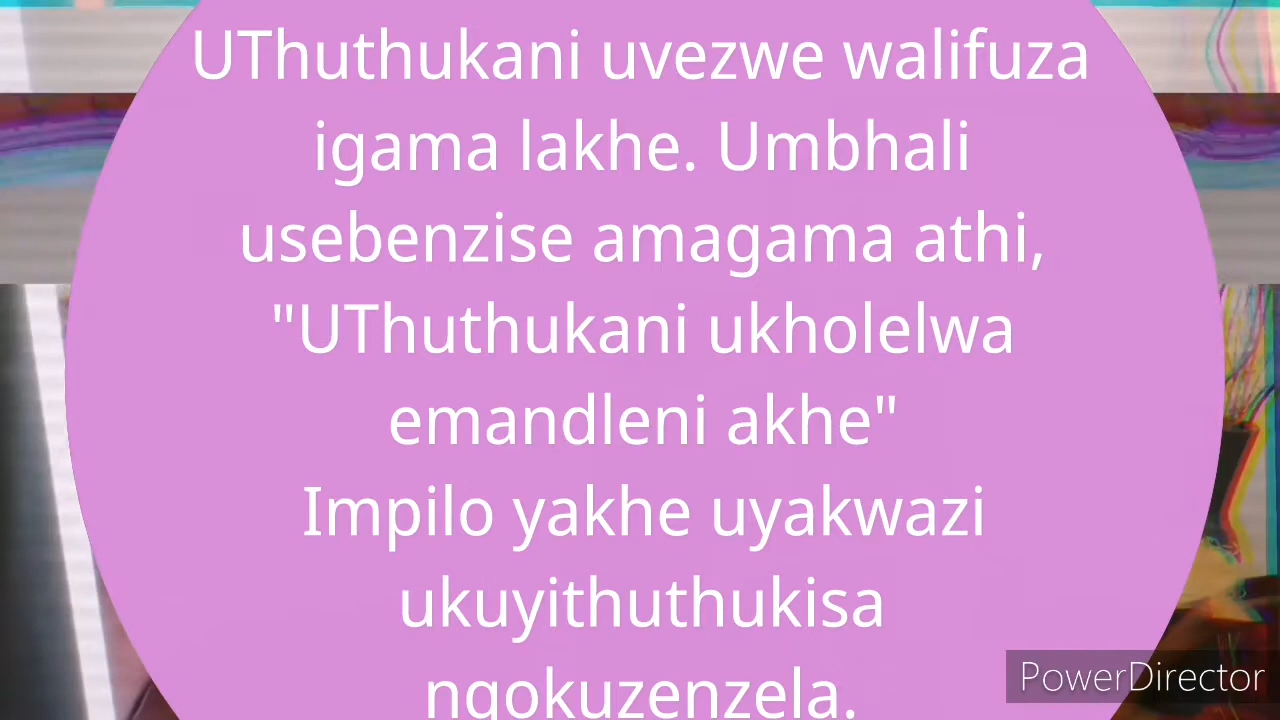 UThuthukani uvezwe walifuza
igama lakhe. Umbhali
usebenzise amagama athi,
"UThuthukani ukholelwa
emandleni akhe"
Impilo yakhe uyakwazi
ukuyithuthukisa
ngokuzenzela.
PowerDirector